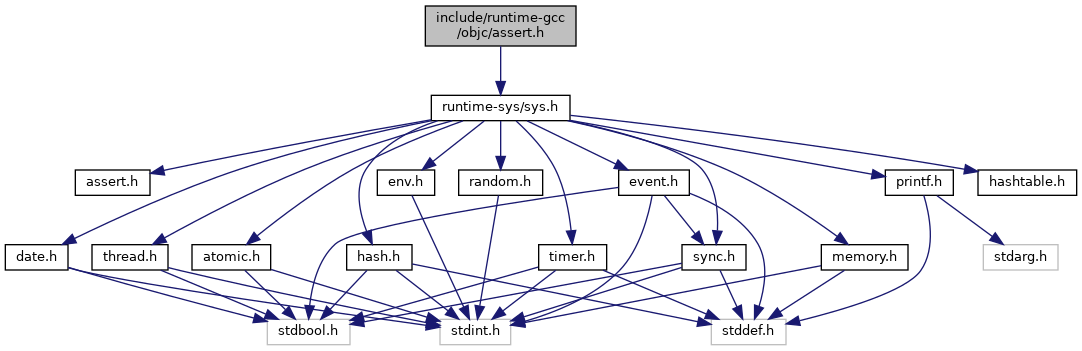 include/runtime-gcc
/objc/assert.h
runtime-sys/sys.h
assert.h
env.h
random.h
event.h
printf.h
hashtable.h
date.h
thread.h
atomic.h
hash.h
timer.h
sync.h
memory.h
stdarg.h
stdbool.h
stdint.h
stddef.h